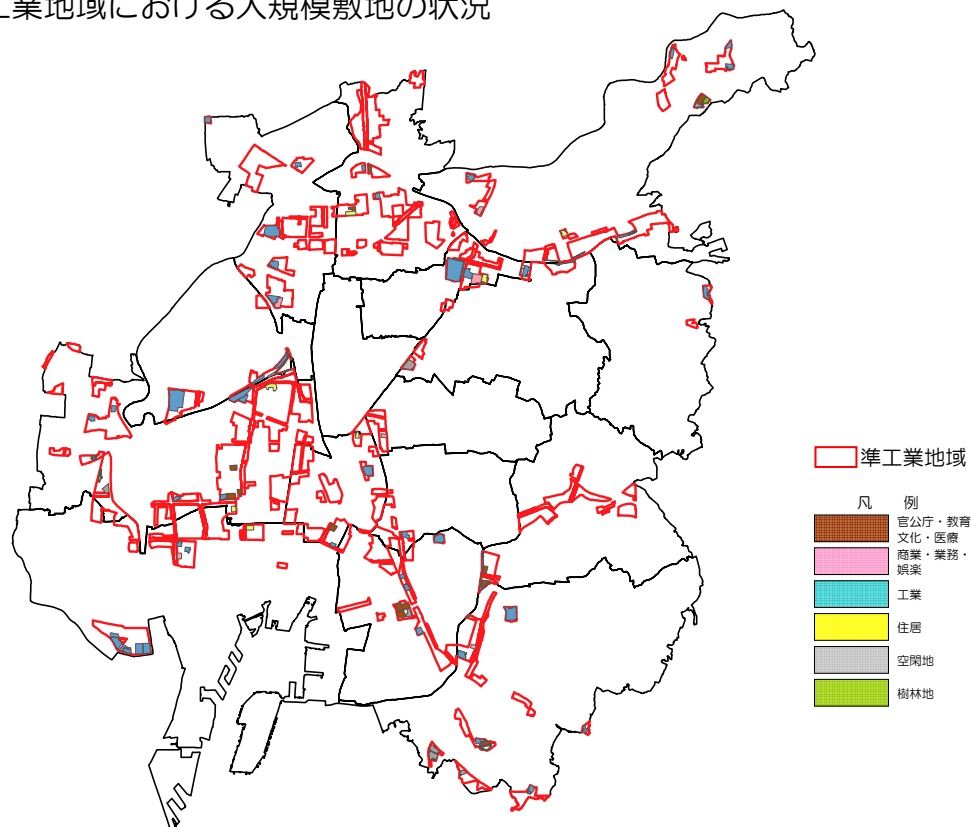 工業地域における大規模敷地の状況
準工業地域
凡 例
官公庁・教育
文化・医療
商業・業務・
娯楽
工業
住居
空閑地
樹林地